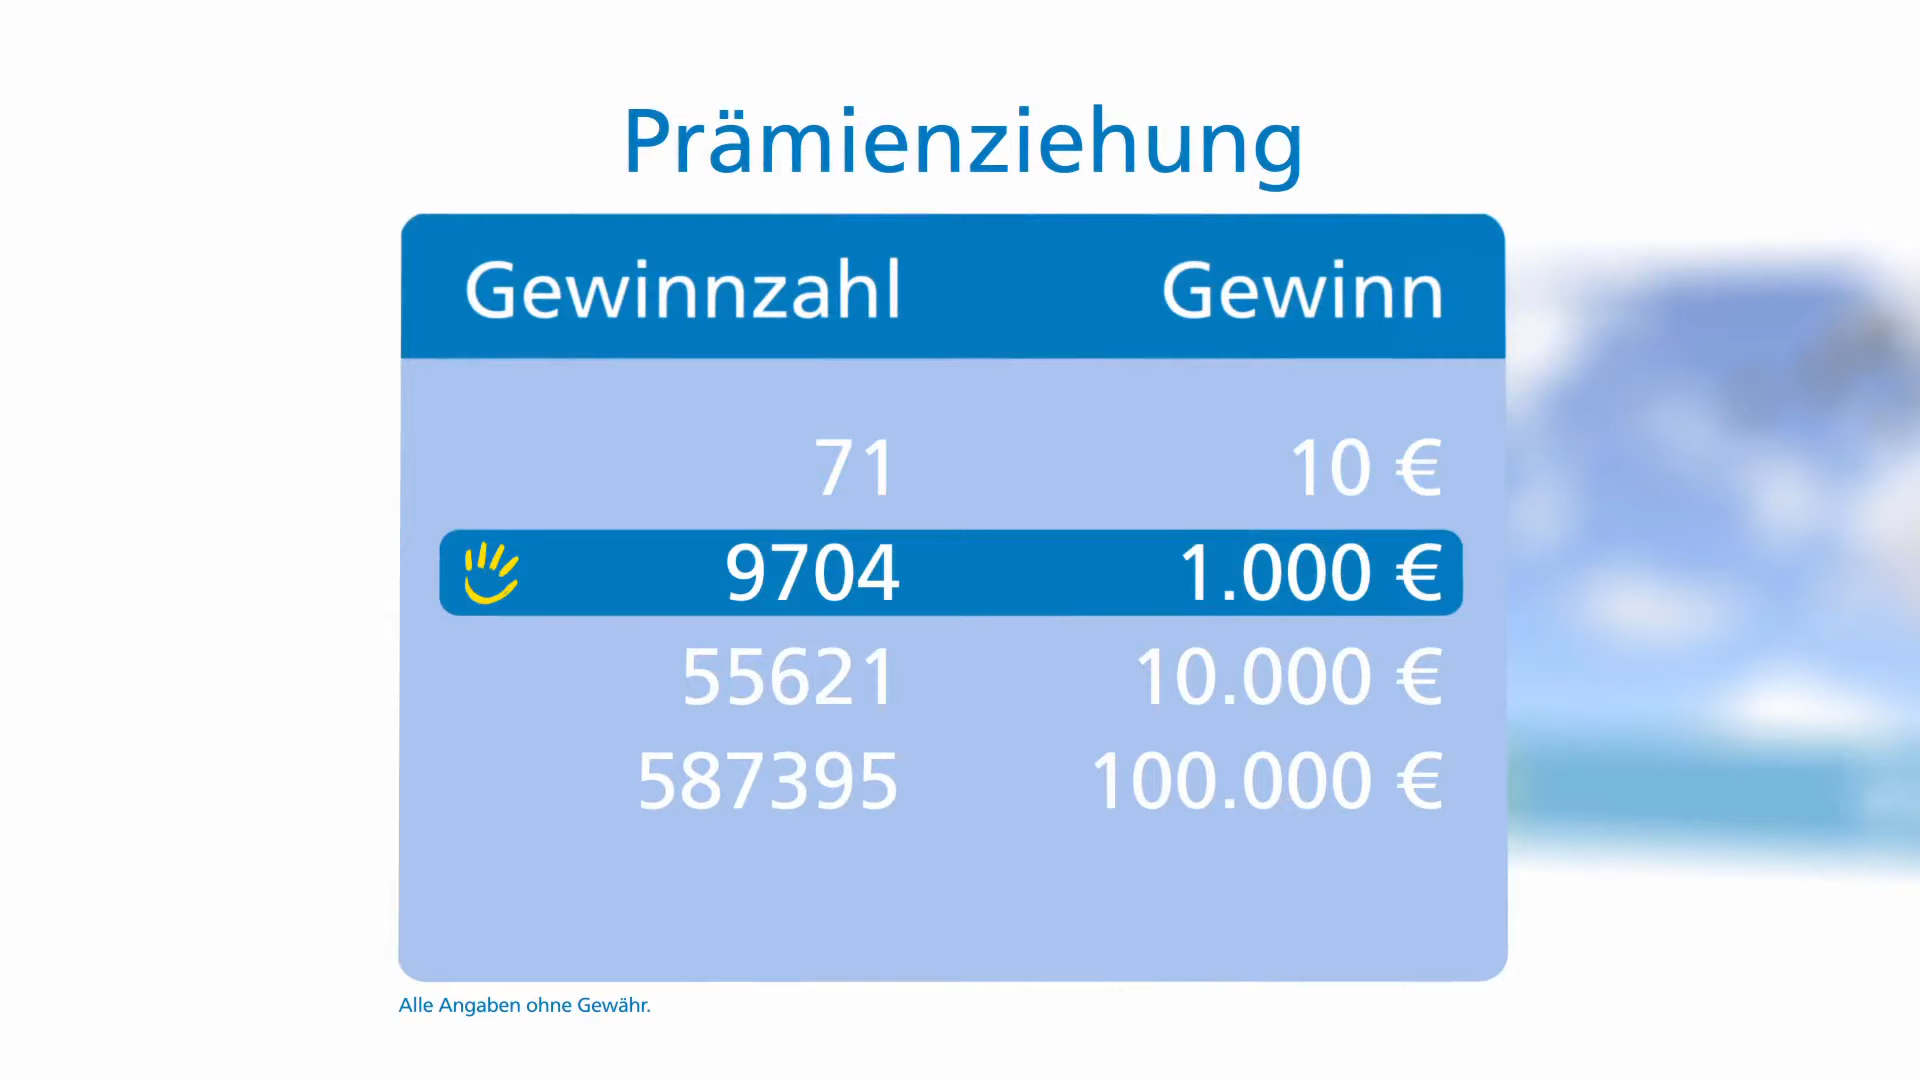 Prämienziehung
Gewinnzahl Gewinn
71 10 €
9704 1.000 €
55621 10.000 €
587395 100.000 €
Alle Angaben ohne Gewähr.